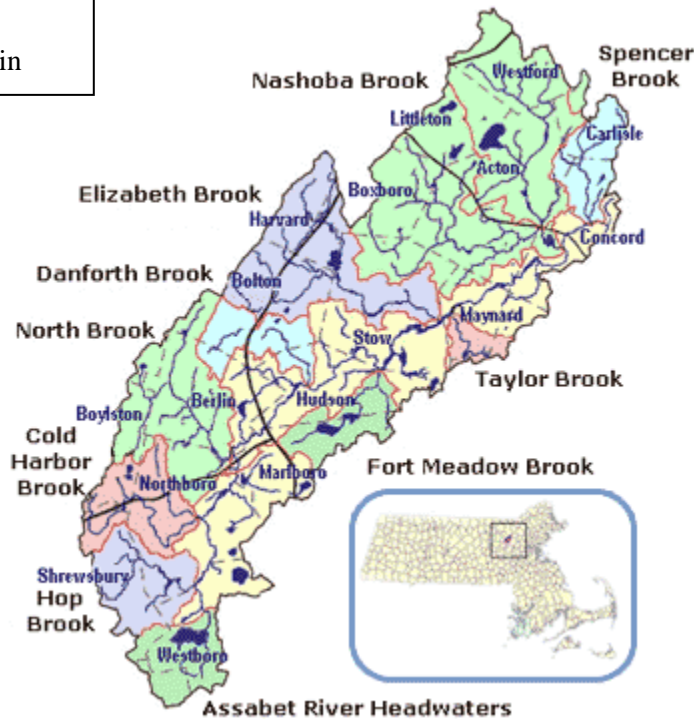 in
Spencer
Brook
Nashoba Brook
Westford
Littleton
Carlisle
Acton
Elizabeth Brook
Boxboro
Harvard
Concord
Danforth Brook
Bolton
North Brook
Maynard
Stow
Taylor Brook
Berlin
Hudson
Boylston
Cold
Harbor
Brook
Marlboro
Fort Meadow Brook
Northboro
Shrewsbury
Hop
Brook
Westboro
Assabet River Headwaters